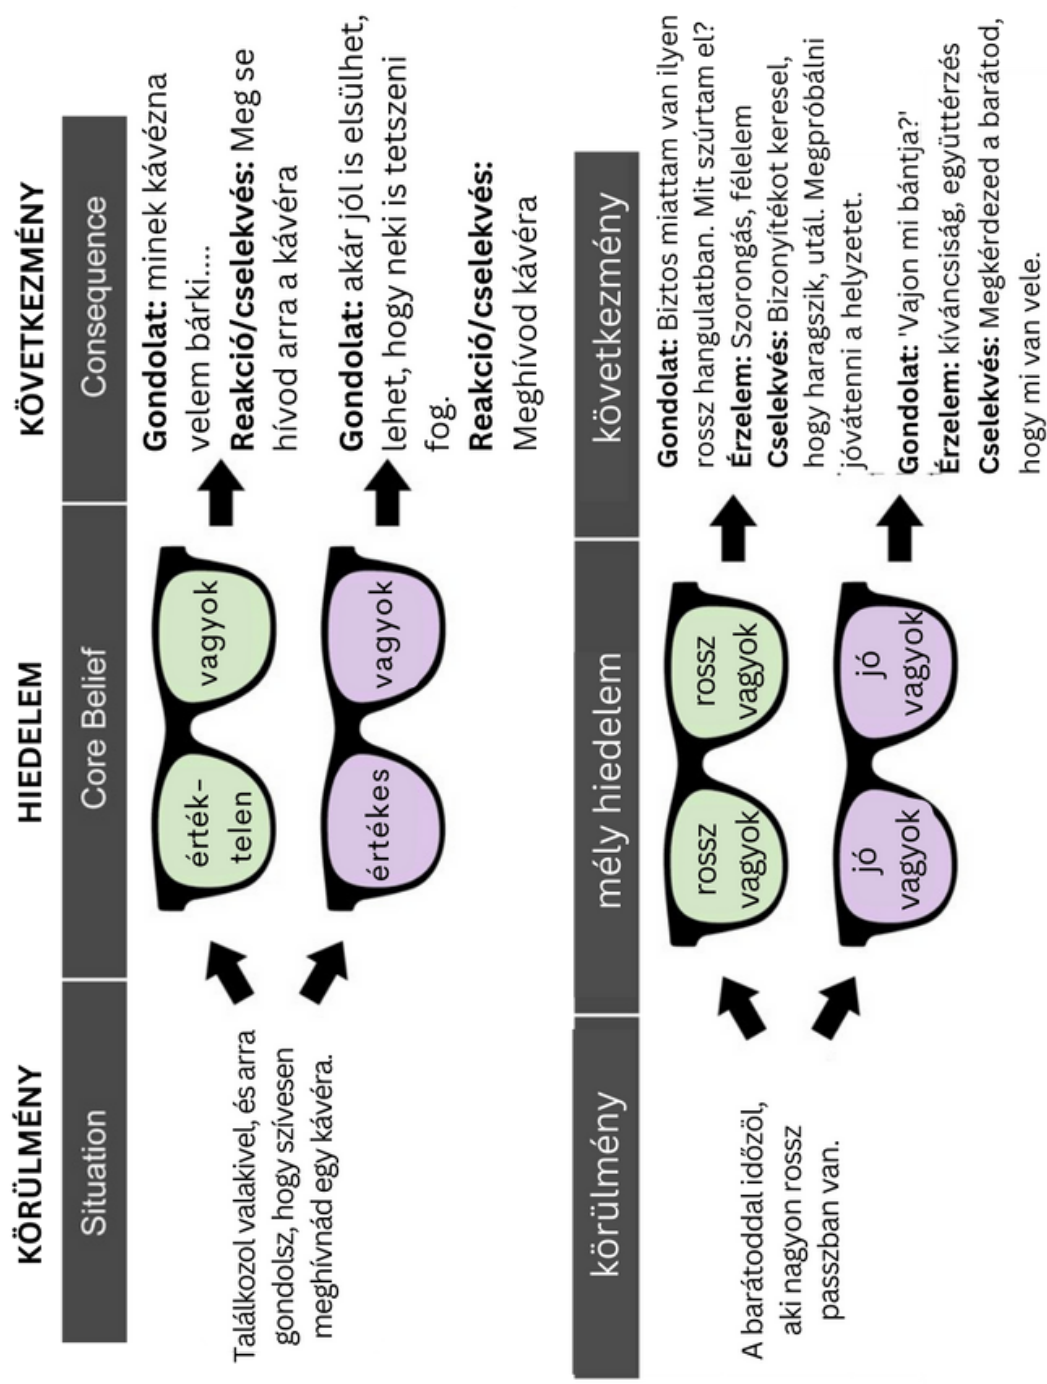 KÖRÜLMÉNY
HIEDELEM
KÖVETKEZMÉNY
Situation
Core Belief
Consequence
Találkozol valakivel, és arra
gondolsz, hogy szívesen
meghívnád egy kávéra.
érték-
telen
vagyok
Gondolat: minek kávézna
velem bárki....
Reakció/cselekvés: Meg se
hívod arra a kávéra
értékes
vagyok
Gondolat: akár jól is elsülhet,
lehet, hogy neki is tetszeni
fog.
Reakció/cselekvés:
Meghívod kávéra
körülmény
mély hiedelem
következmény
A barátoddal időzöl,
aki nagyon rossz
passzban van.
rossz
vagyok
rossz
vagyok
Gondolat: Biztos miattam van ilyen
rossz hangulatban. Mit szúrtam el?
Érzelem: Szorongás, félelem
Cselekvés: Bizonyítékot keresel,
hogy haragszik, utál. Megpróbálni
jóvátenni a helyzetet.
jó
vagyok
jó
vagyok
Gondolat: 'Vajon mi bántja?'
Érzelem: kíváncsiság, együttérzés
Cselekvés: Megkérdezed a barátod,
hogy mi van vele.